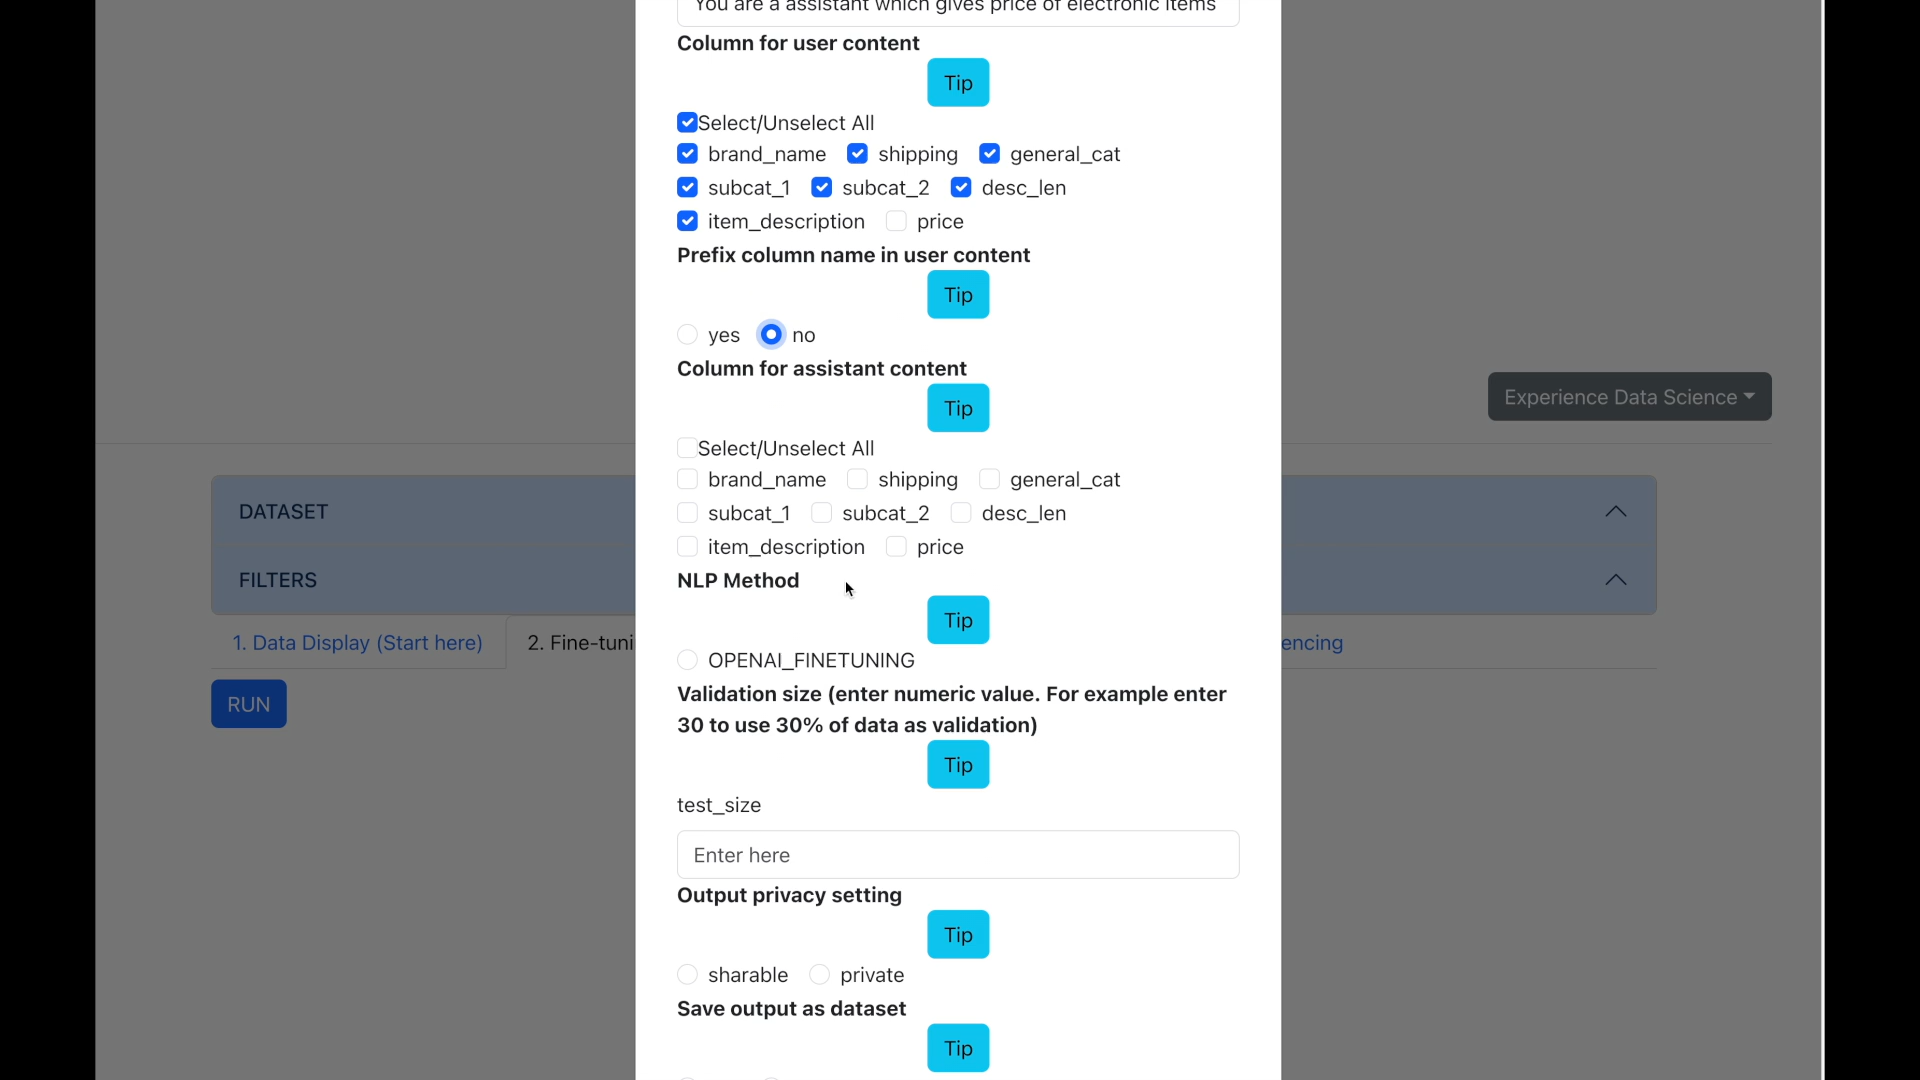 You are a assistant which gives price of electronic items
Column for user content
Tip
Select/Unselect All
brand_name shipping general_cat
subcat_1 subcat_2 desc_len
item_description price
Prefix column name in user content
Tip
yes no
Column for assistant content
Tip
Experience Data Science
Select/Unselect All
brand_name shipping general_cat
subcat_1 subcat_2 desc_len
item_description price
DATASET
FILTERS
NLP Method
Tip
1. Data Display (Start here) 2. Fine-tuni
encing
OPENAI_FINETUNING
RUN
Validation size (enter numeric value. For example enter
30 to use 30% of data as validation)
Tip
test_size
Enter here
Output privacy setting
Tip
sharable private
Save output as dataset
Tip